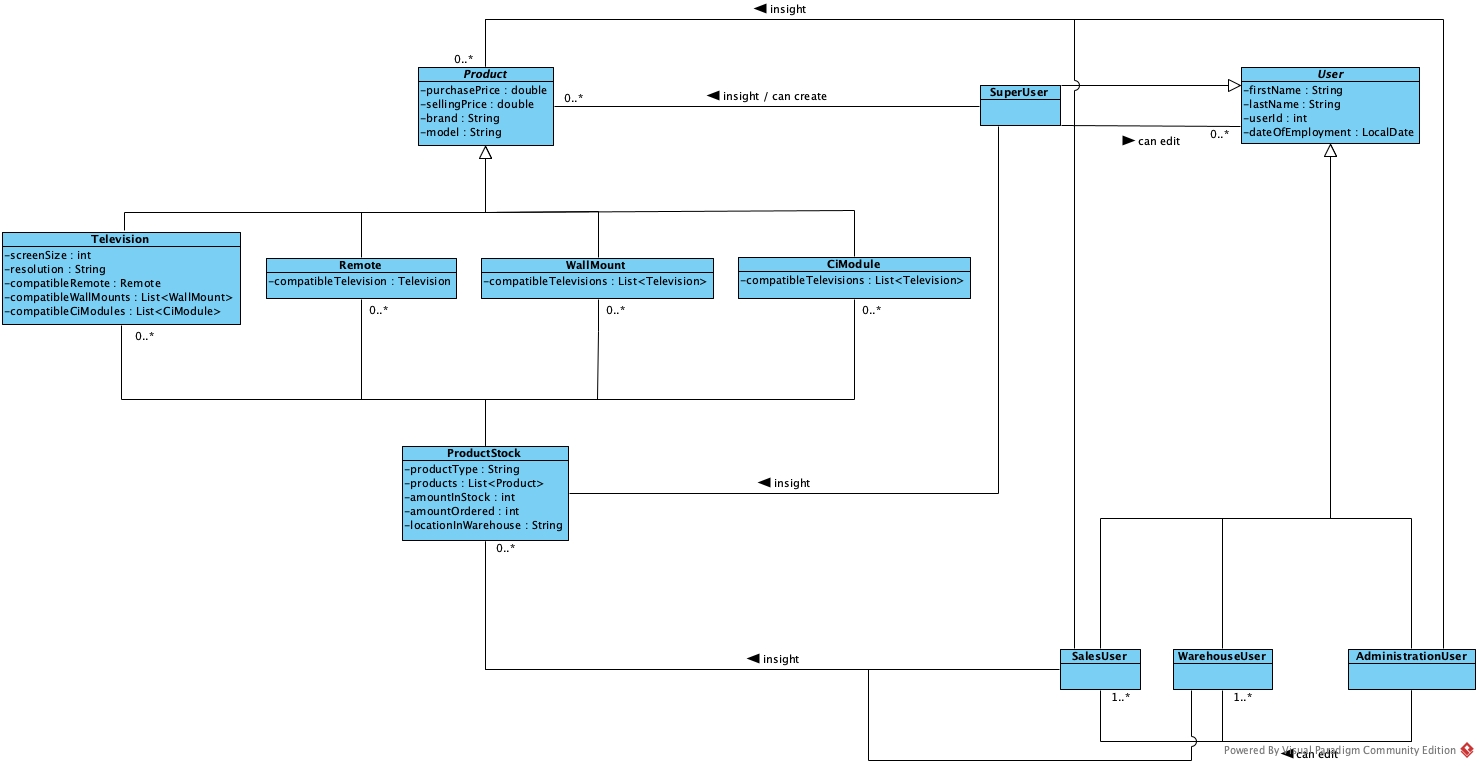 ◀ insight
0..*
Product
-purchasePrice : double
-sellingPrice : double
-brand : String
-model : String
0..*
◀ insight / can create
SuperUser
User
-firstName : String
-lastName : String
-userId : int
-dateOfEmployment : LocalDate
0..*
▶ can edit
Television
-screenSize : int
-resolution : String
-compatibleRemote : Remote
-compatibleWallMounts : List<WallMount>
-compatibleCiModules : List<CiModule>
0..*
Remote
-compatibleTelevision : Television
0..*
WallMount
-compatibleTelevisions : List<Television>
0..*
CiModule
-compatibleTelevisions : List<Television>
0..*
ProductStock
-productType : String
-products : List<Product>
-amountInStock : int
-amountOrdered : int
-locationInWarehouse : String
0..*
◀ insight
◀ insight
SalesUser
1..*
WarehouseUser
1..*
AdministrationUser
Powered By Visual Paradigm Community Edition
◀ can edit